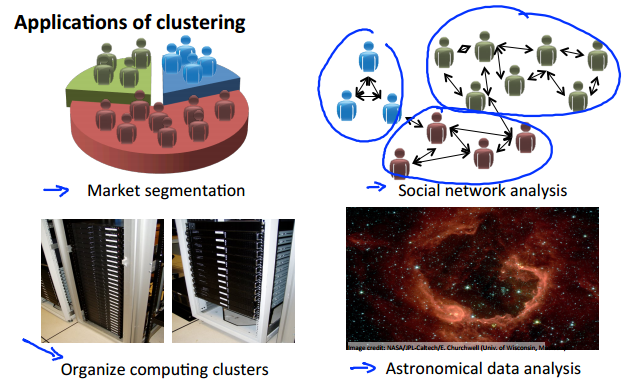 Applications of clustering
Market segmentation
Social network analysis
Image credit: NASA/JPL-Caltech/E. Churchwell (Univ. of Wisconsin,
Organize computing clusters
Astronomical data analysis